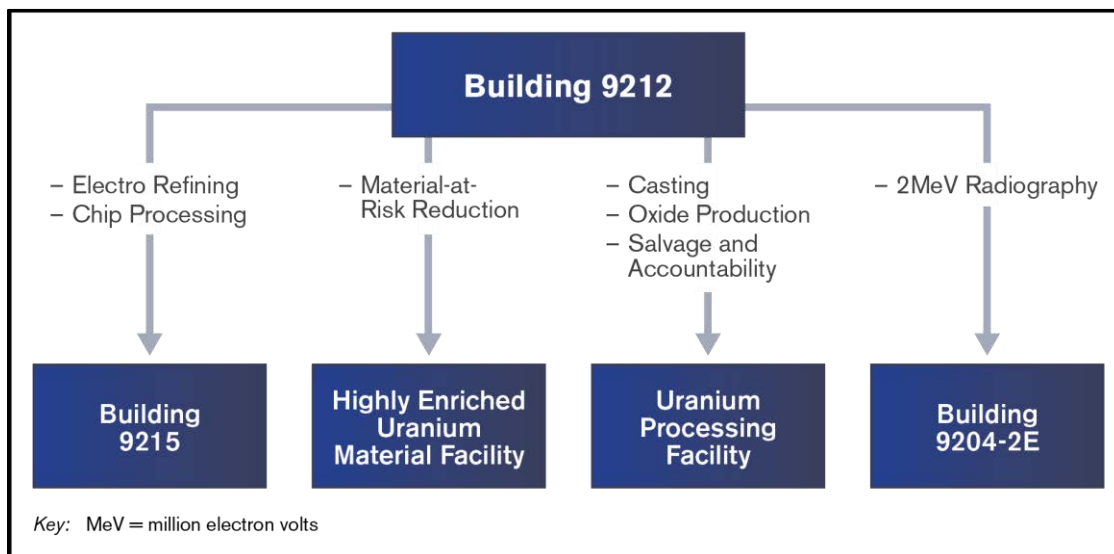 Building 9212
– Electro Refining
– Chip Processing
– Material-at-
Risk Reduction
– Casting
– Oxide Production
– Salvage and
Accountability
– 2MeV Radiography
Building
9215
Highly Enriched
Uranium
Material Facility
Uranium
Processing
Facility
Building
9204-2E
Key: MeV = million electron volts